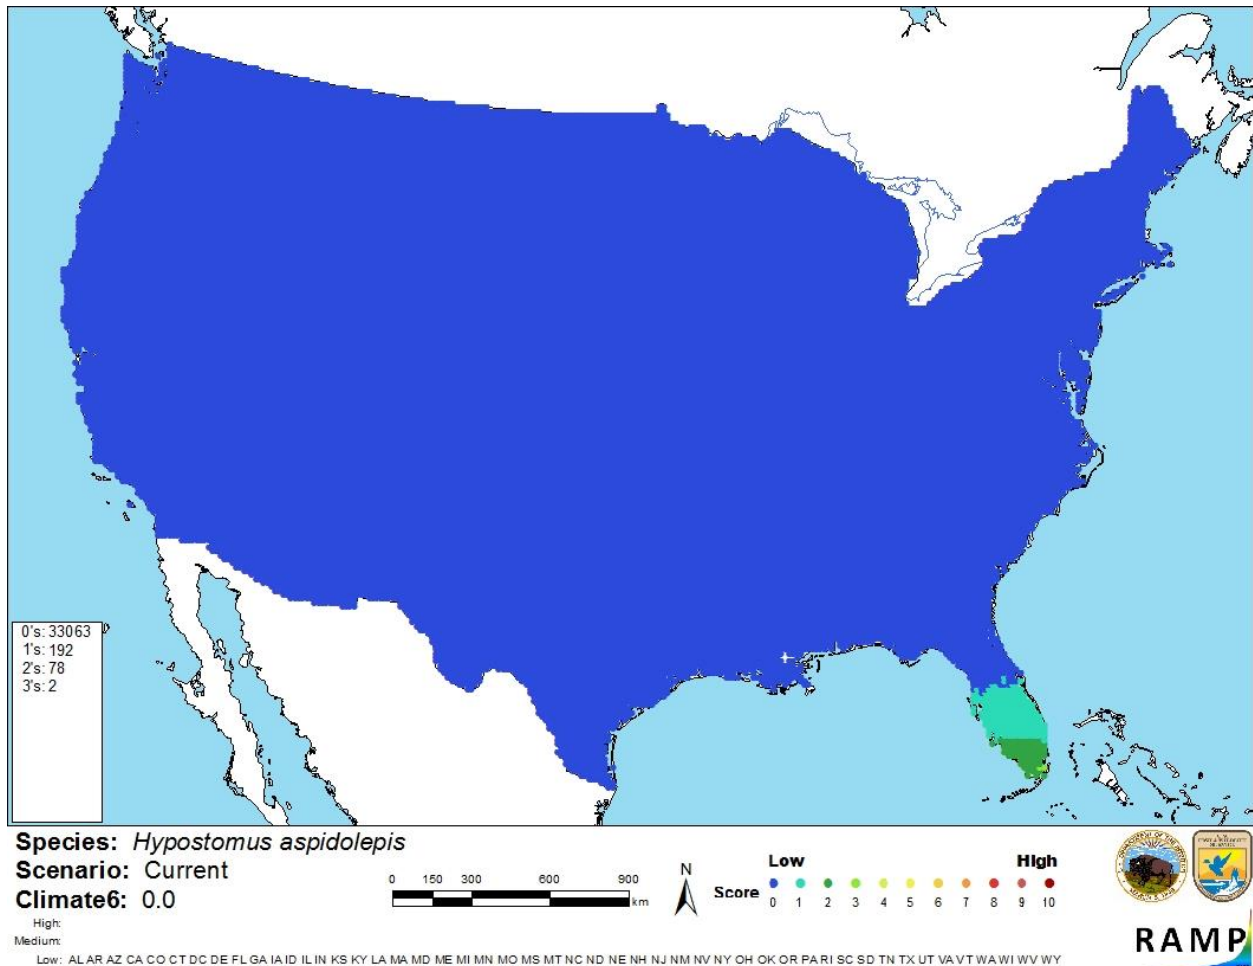 0's: 33063
1's: 192
2's: 78
3's: 2
Species: Hypostomus aspidolepis
Scenario: Current
Climate6: 0.0
High:
Medium:
Low: AL AR AZ CA CO CT DC DE FL GA IA ID IL IN KS KY LA MA MD ME MI MN MO MS MT NC ND NE NH NJ NM NV NY OH OK OR PA RI SC SD TN TX UT VA VT WA WI WV WY
0 150 300 600 900
km
N
Low High
Score
0 1 2 3 4 5 6 7 8 9 10
RAMP